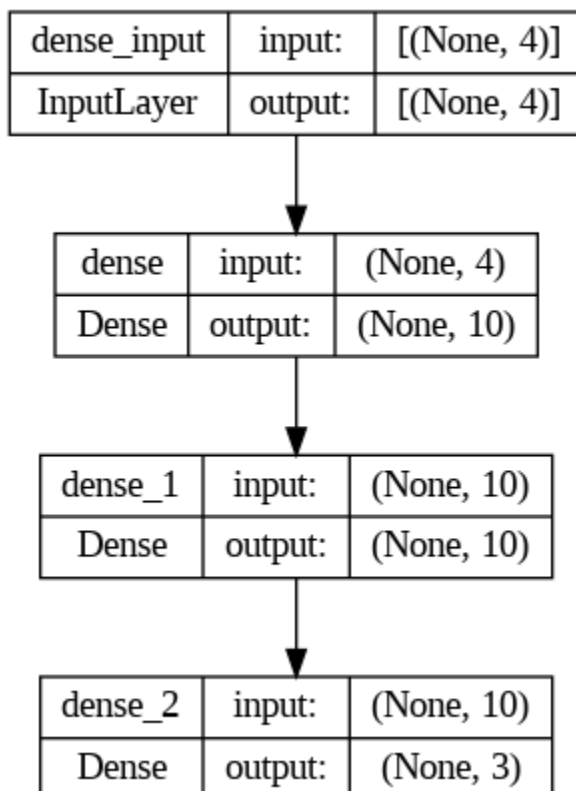 dense_input input: [(None, 4)]
InputLayer output: [(None, 4)]
dense input: (None, 4)
Dense output: (None, 10)
dense_1 input: (None, 10)
Dense output: (None, 10)
dense_2 input: (None, 10)
Dense output: (None, 3)